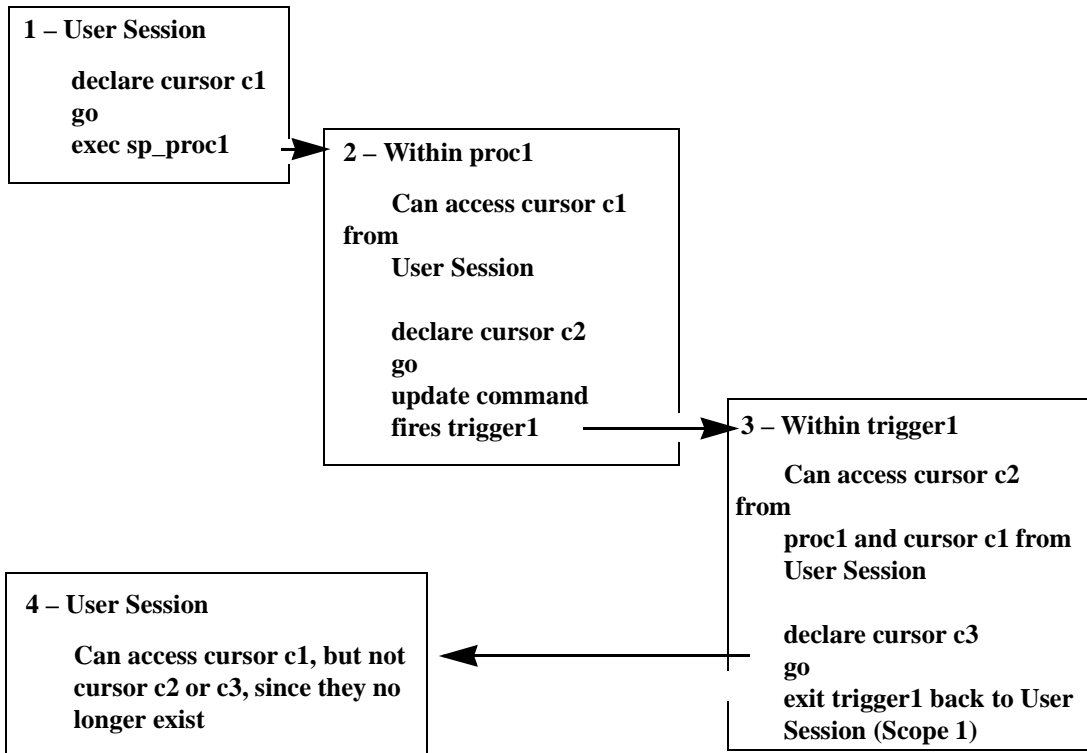 1 – User Session
declare cursor c1
go
exec sp_proc1
2 – Within proc1
Can access cursor c1
from
User Session
declare cursor c2
go
update command
fires trigger1
3 – Within trigger1
Can access cursor c2
from
proc1 and cursor c1 from
User Session
declare cursor c3
go
exit trigger1 back to User
Session (Scope 1)
4 – User Session
Can access cursor c1, but not
cursor c2 or c3, since they no
longer exist